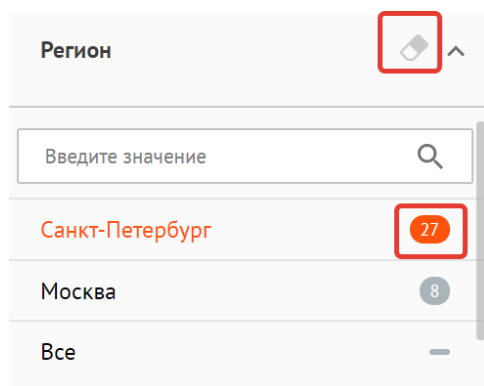 Регион
Введите значение
Санкт-Петербург 27
Москва 8
Все